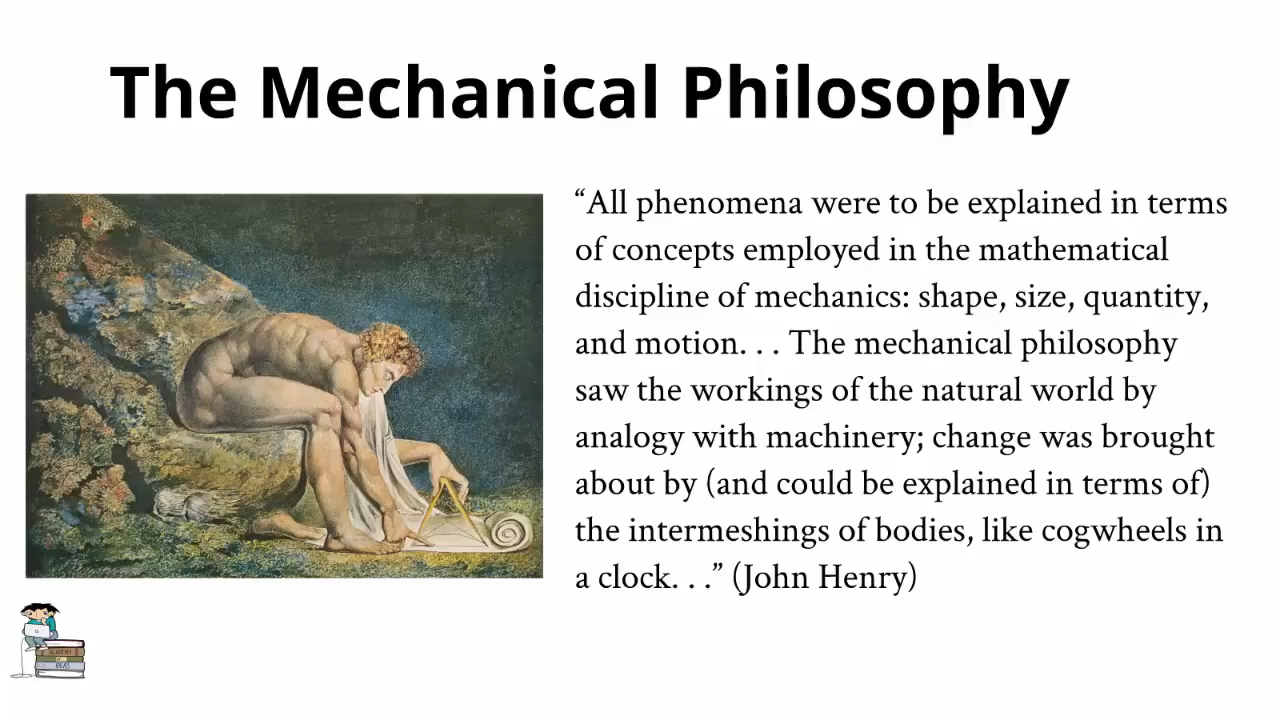 The Mechanical Philosophy
“All phenomena were to be explained in terms
of concepts employed in the mathematical
discipline of mechanics: shape, size, quantity,
and motion. . . The mechanical philosophy
saw the workings of the natural world by
analogy with machinery; change was brought
about by (and could be explained in terms of)
the intermeshings of bodies, like cogwheels in
a clock. . .” (John Henry)
ACADEMY
OF
IDEAS